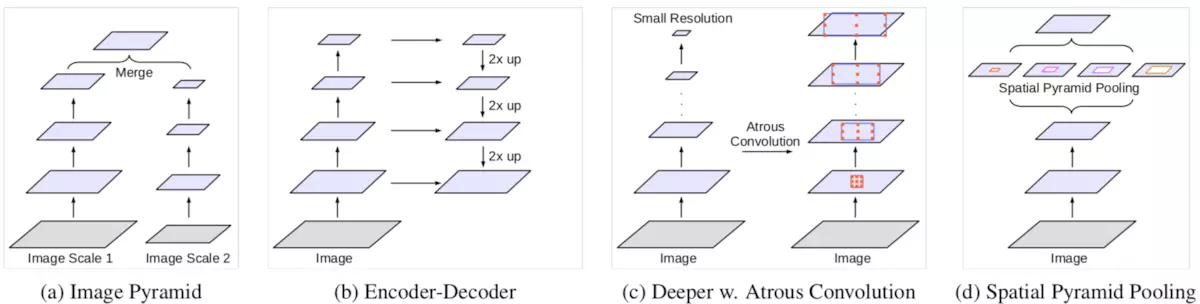 Merge
Image Scale 1
Image Scale 2
(a) Image Pyramid
2x up
2x up
2x up
Image
(b) Encoder-Decoder
Small Resolution
Atrous
Convolution
Image
Image
(c) Deeper w. Atrous Convolution
Spatial Pyramid Pooling
Image
(d) Spatial Pyramid Pooling